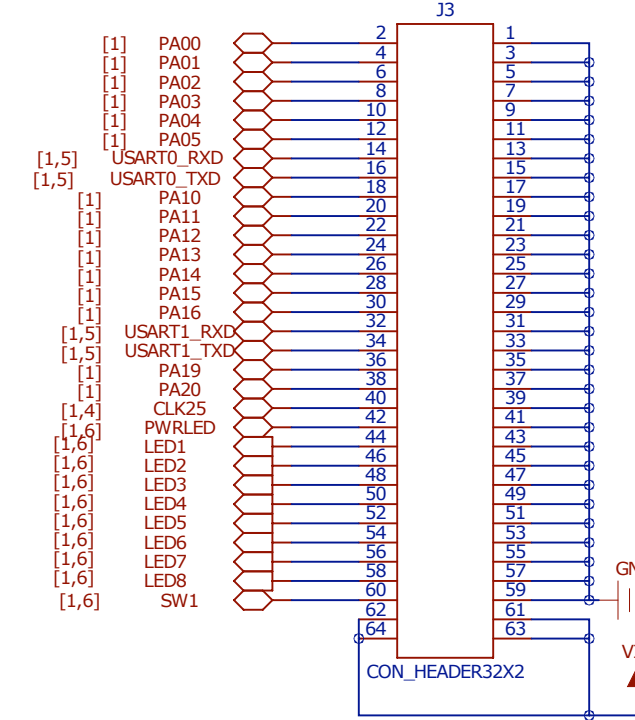 J3
[1] PA00 2 1
[1] PA01 4 3
[1] PA02 6 5
[1] PA03 8 7
[1] PA04 10 9
[1] PA05 12 11
[1,5] USART0_RXD 14 13
[1,5] USART0_TXD 16 15
[1] PA10 18 17
[1] PA11 20 19
[1] PA12 22 21
[1] PA13 24 23
[1] PA14 26 25
[1] PA15 28 27
[1] PA16 30 29
[1,5] USART1_RXD 32 31
[1,5] USART1_TXD 34 33
[1] PA19 36 35
[1] PA20 38 37
[1,4] CLK25 40 39
[1,6] PWRLED 42 41
[1,6] LED1 44 43
[1,6] LED2 46 45
[1,6] LED3 48 47
[1,6] LED4 50 49
[1,6] LED5 52 51
[1,6] LED6 54 53
[1,6] LED7 56 55
[1,6] LED8 58 57
[1,6] SW1 60 59
62 61
64 63
CON_HEADER32X2